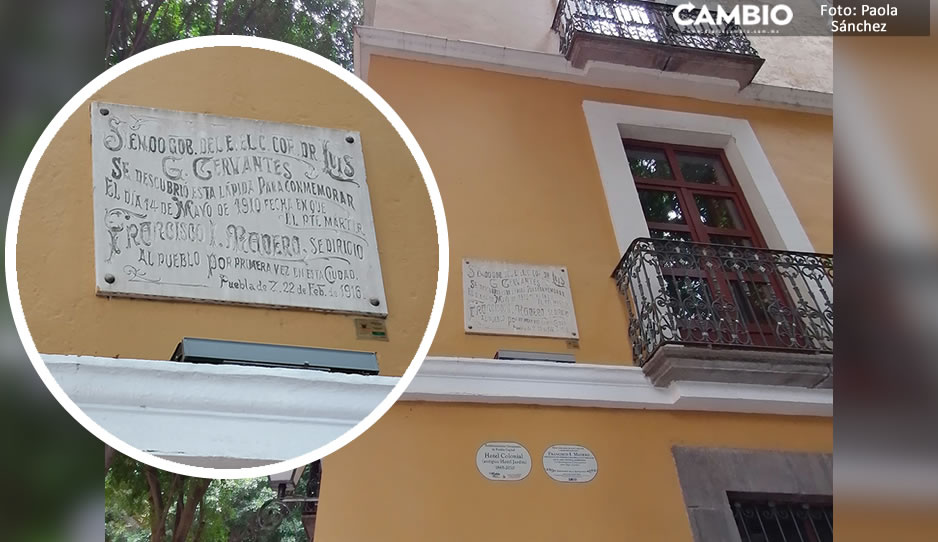 CAMBIO
Foto: Paola
Sánchez
SIENDO GOB. DEL E. EL C. COR. DR. LUIS
G. CERVANTES
SE DESCUBRIÓ ESTA LÁPIDA PARA CONMEMORAR
EL DÍA 14 DE MAYO DE 1910 FECHA EN QUE
EL PTE. MARTIR
FRANCISCO I. MADERO. SE DIRIGIO
AL PUEBLO POR PRIMERA VEZ EN ESTA CIUDAD.
Puebla de Z. 22 de Feb. de 1916.
Hotel Colonial
Francisco I. Madero